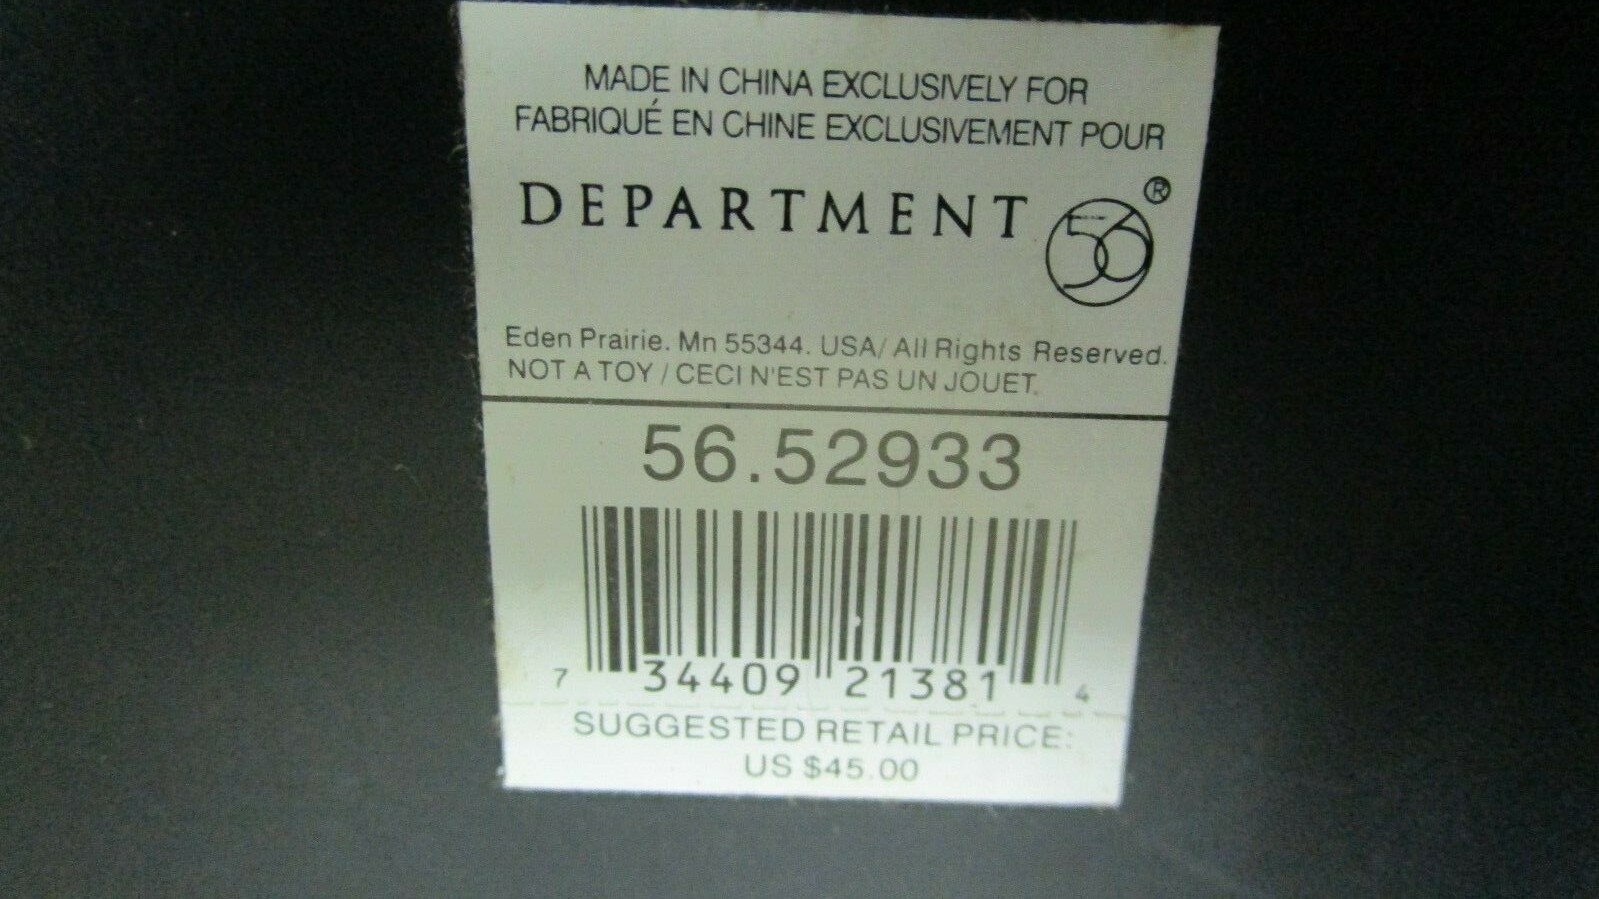 MADE IN CHINA EXCLUSIVELY FOR
FABRIQUÉ EN CHINE EXCLUSIVEMENT POUR
DEPARTMENT 56®
Eden Prairie. Mn 55344. USA/ All Rights Reserved.
NOT A TOY / CECI N'EST PAS UN JOUET.
56.52933
7 34409 21381 4
SUGGESTED RETAIL PRICE:
US $45.00